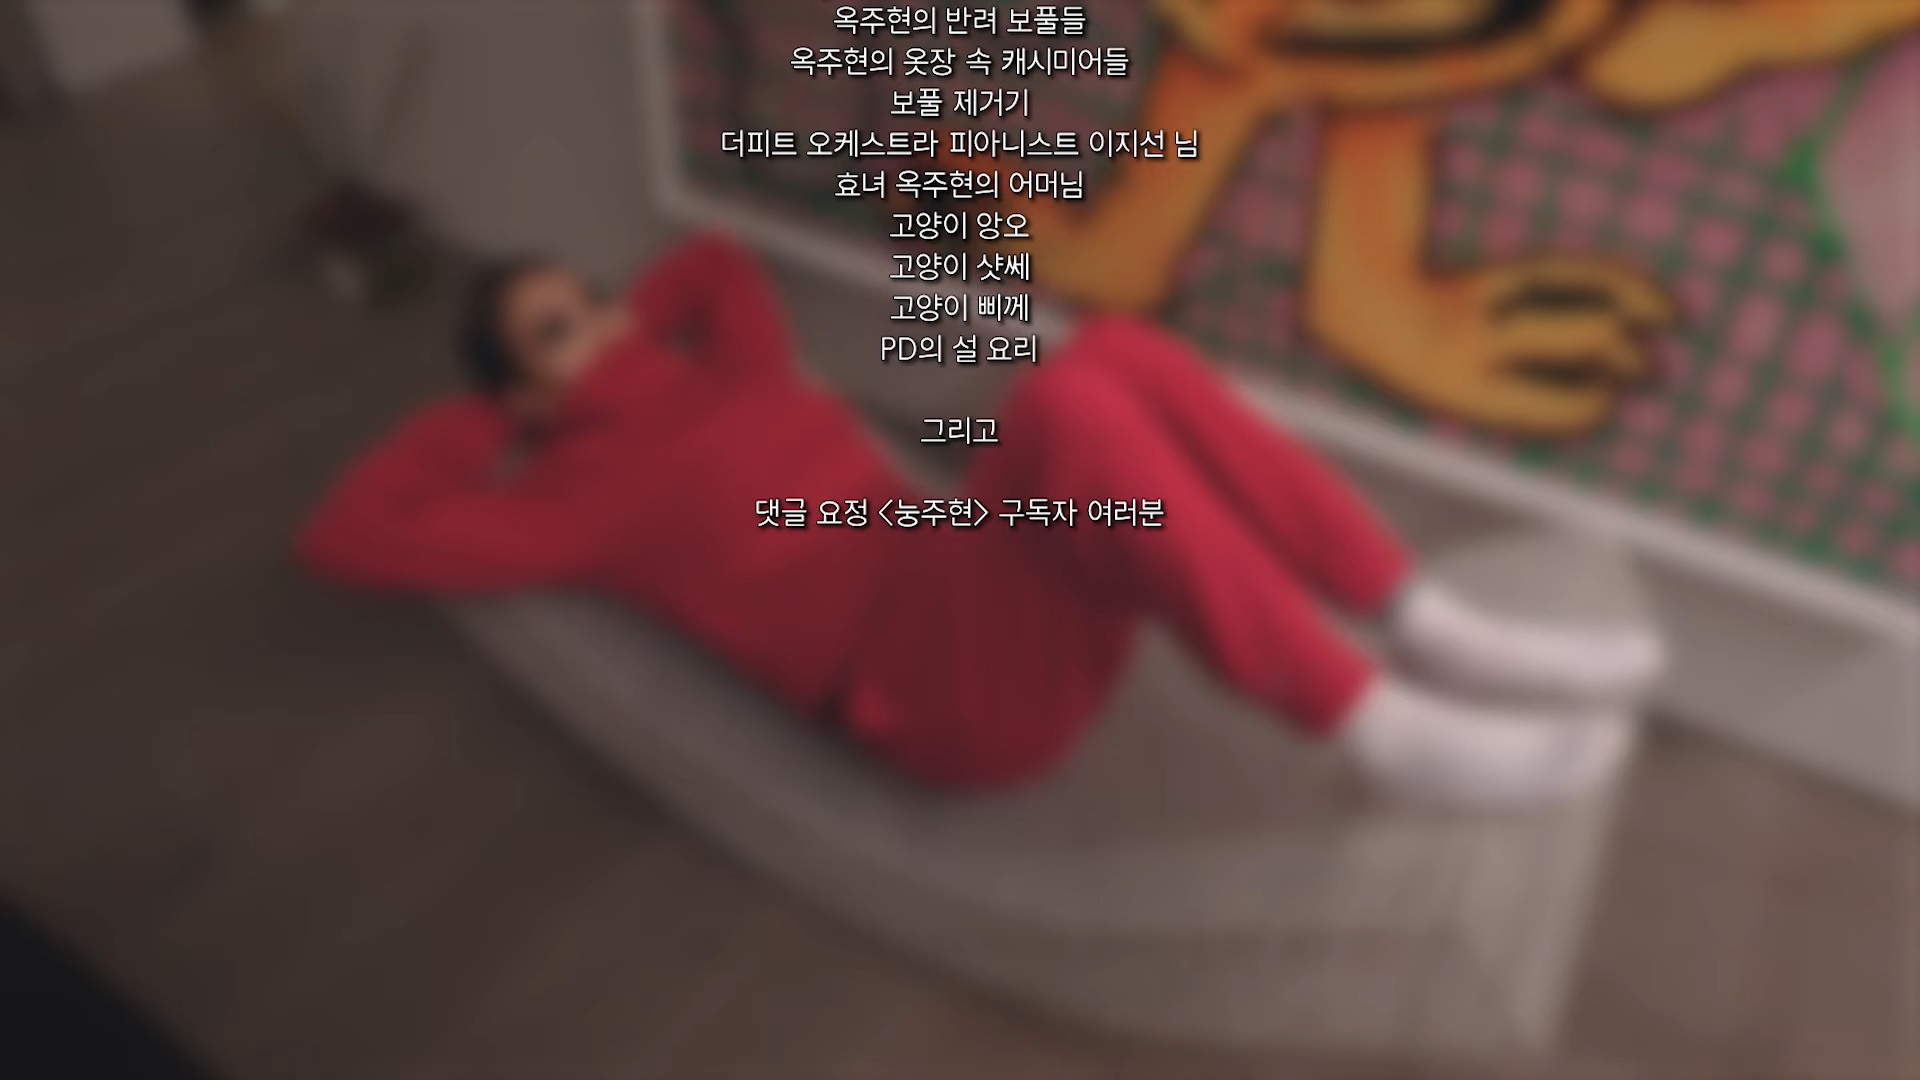 옥주현의 반려 보풀들
옥주현의 옷장 속 캐시미어들
보풀 제거기
더피트 오케스트라 피아니스트 이지선 님
효녀 옥주현의 어머님
고양이 앙오
고양이 샷쎄
고양이 삐께
PD의 설 요리
그리고
댓글 요정 <눙주현> 구독자 여러분